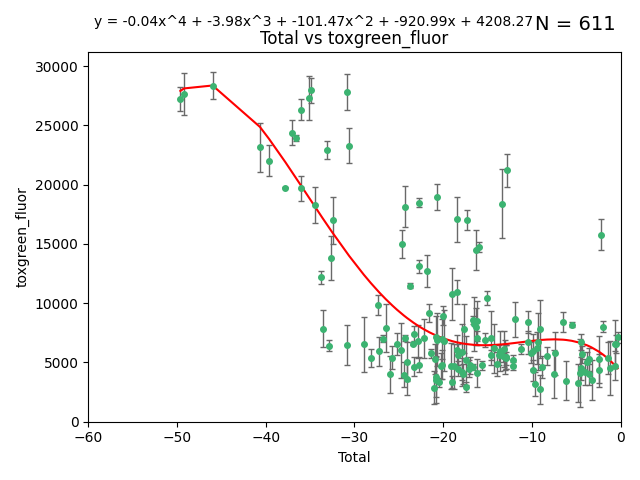 y = -0.04x^4 + -3.98x^3 + -101.47x^2 + -920.99x + 4208.27 N = 611
Total vs toxgreen_fluor
30000
25000
20000
15000
10000
5000
0
toxgreen_fluor
−60 −50 −40 −30 −20 −10 0
Total